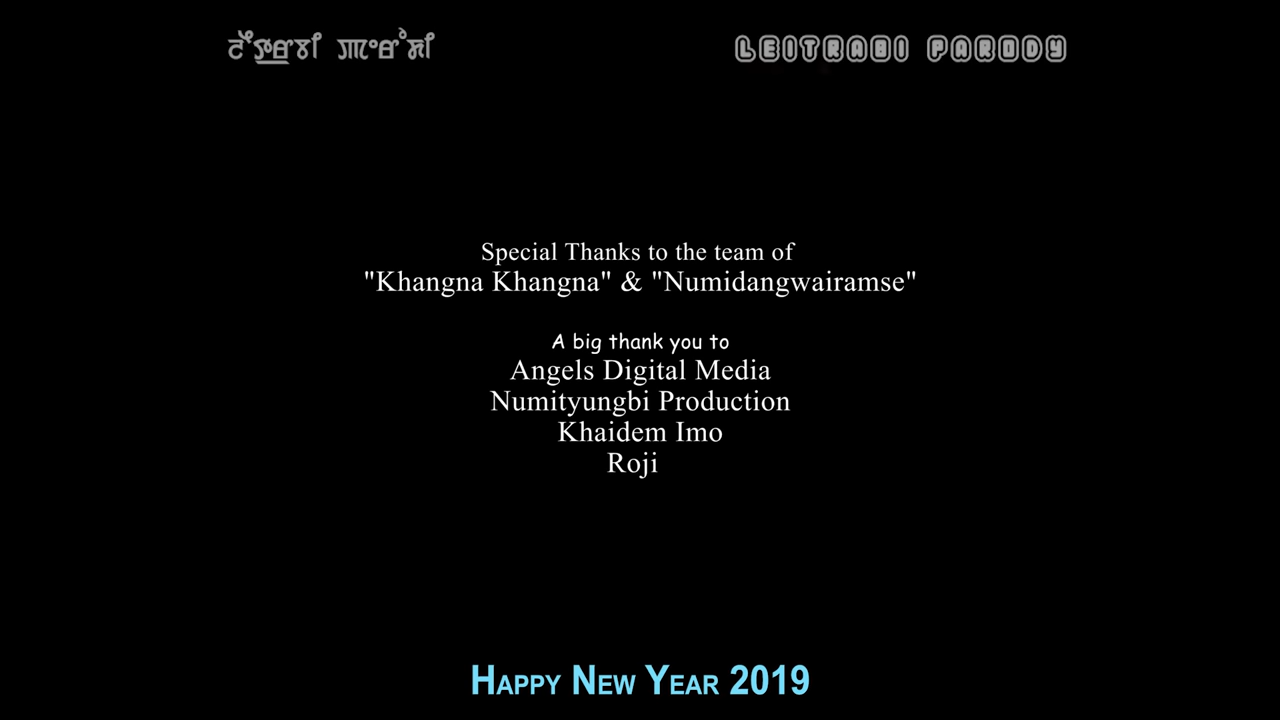 ꯂꯩꯇ꯭ꯔꯕꯤ ꯄꯥꯔꯣꯗꯤ
LEITRABI PARODY
Special Thanks to the team of
"Khangna Khangna" & "Numidangwairamse"
A big thank you to
Angels Digital Media
Numityungbi Production
Khaidem Imo
Roji
HAPPY NEW YEAR 2019